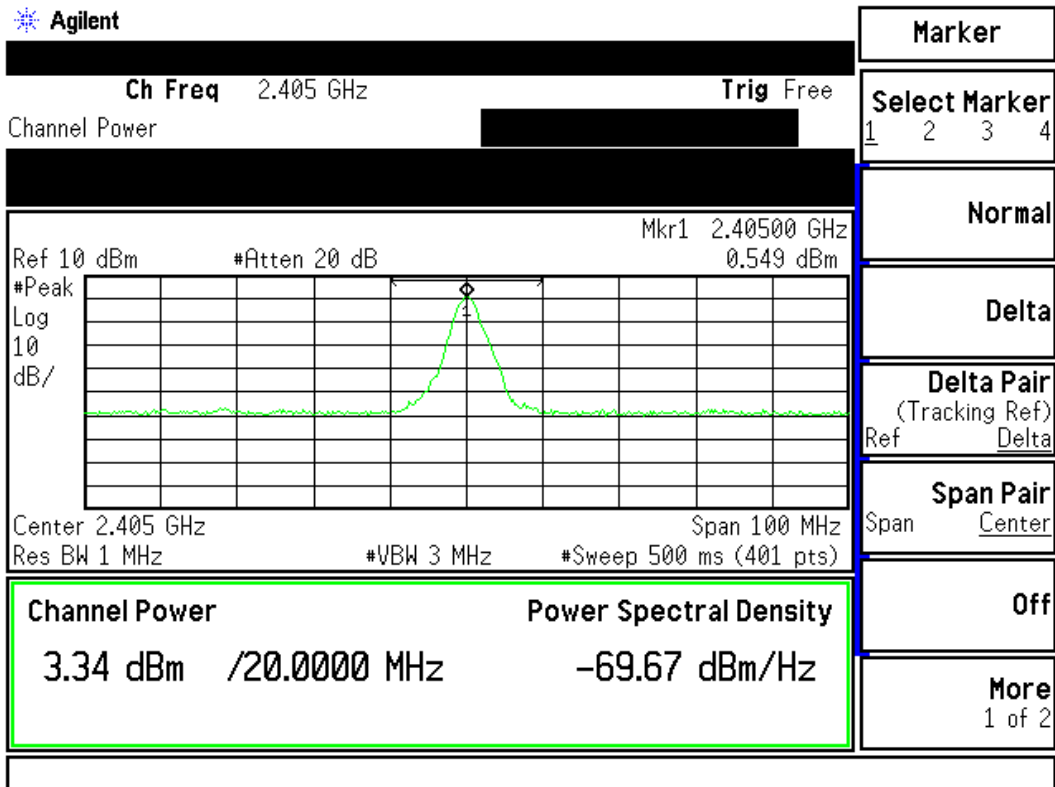 Agilent
Marker
Ch Freq 2.405 GHz Trig Free
Channel Power
Select Marker
1 2 3 4
Normal
Mkr1 2.40500 GHz
Ref 10 dBm #Atten 20 dB 0.549 dBm
#Peak
Log
10
dB/
1
Delta
Delta Pair
(Tracking Ref)
Ref Delta
Span Pair
Span Center
Center 2.405 GHz Span 100 MHz
Res BW 1 MHz #VBW 3 MHz #Sweep 500 ms (401 pts)
Off
Channel Power Power Spectral Density
3.34 dBm /20.0000 MHz -69.67 dBm/Hz
More
1 of 2